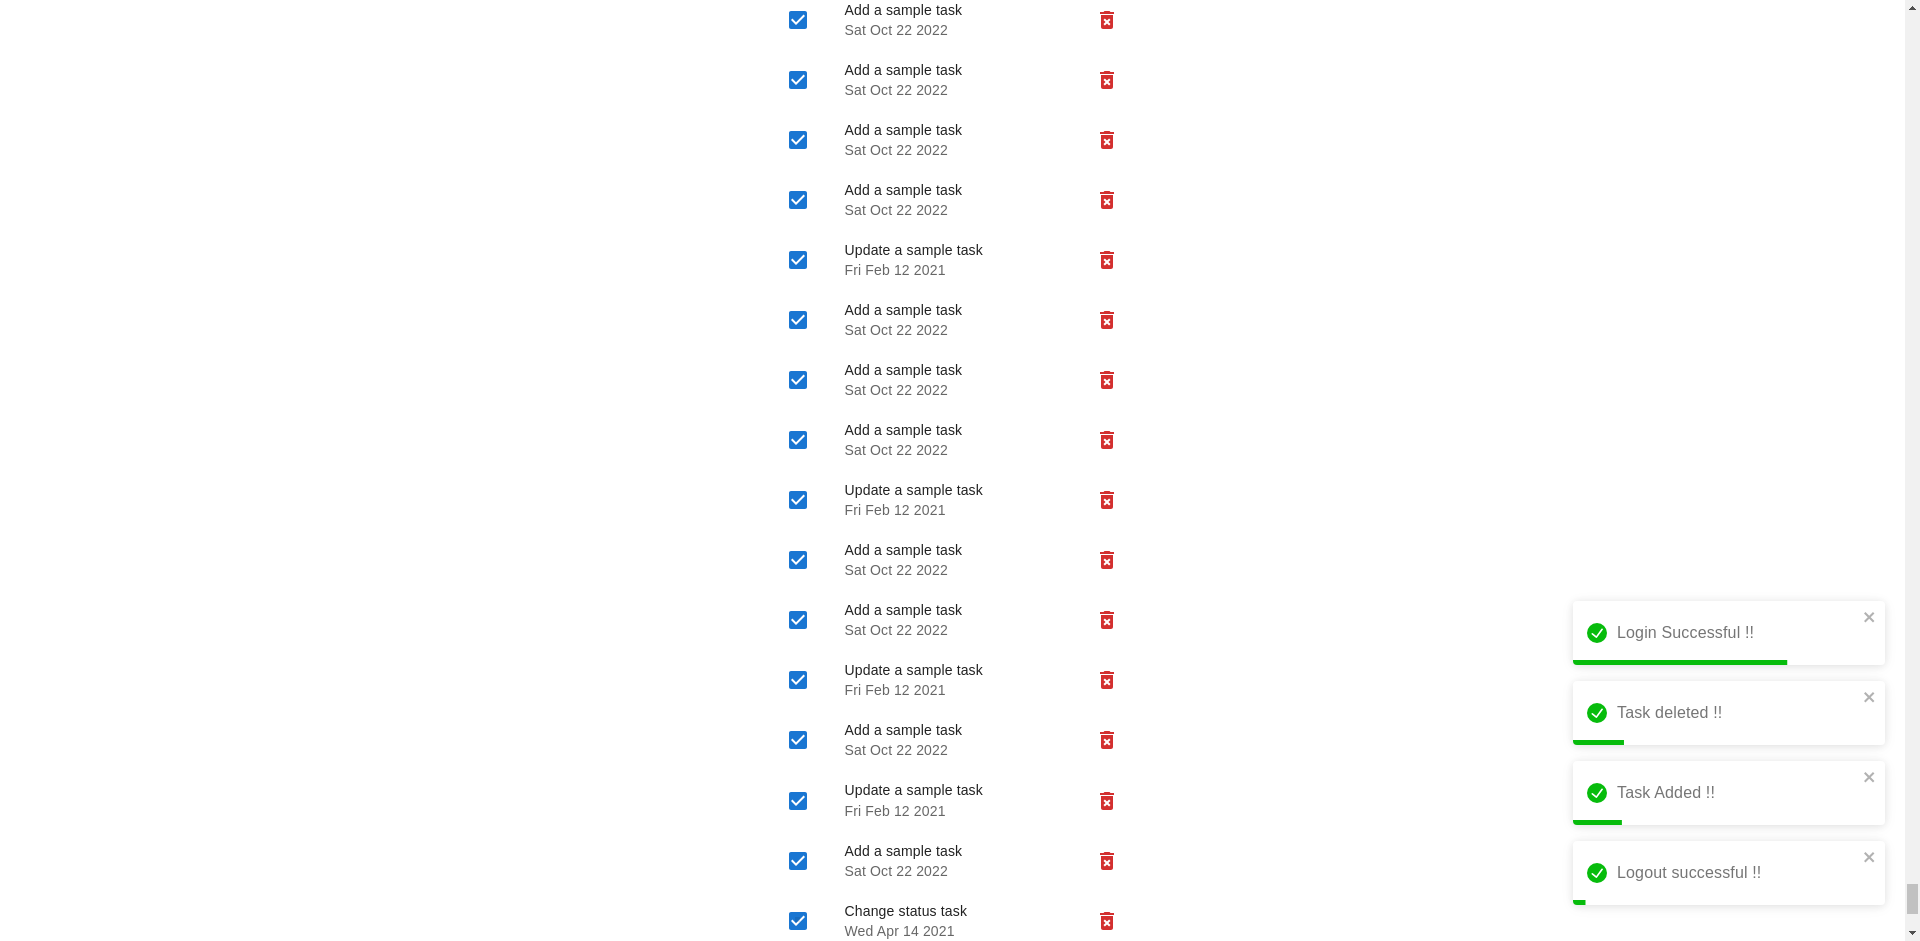 Add a sample task
Sat Oct 22 2022
Add a sample task
Sat Oct 22 2022
Add a sample task
Sat Oct 22 2022
Add a sample task
Sat Oct 22 2022
Update a sample task
Fri Feb 12 2021
Add a sample task
Sat Oct 22 2022
Add a sample task
Sat Oct 22 2022
Add a sample task
Sat Oct 22 2022
Update a sample task
Fri Feb 12 2021
Add a sample task
Sat Oct 22 2022
Add a sample task
Sat Oct 22 2022
Update a sample task
Fri Feb 12 2021
Add a sample task
Sat Oct 22 2022
Update a sample task
Fri Feb 12 2021
Add a sample task
Sat Oct 22 2022
Change status task
Wed Apr 14 2021
Login Successful !!
Task deleted !!
Task Added !!
Logout successful !!